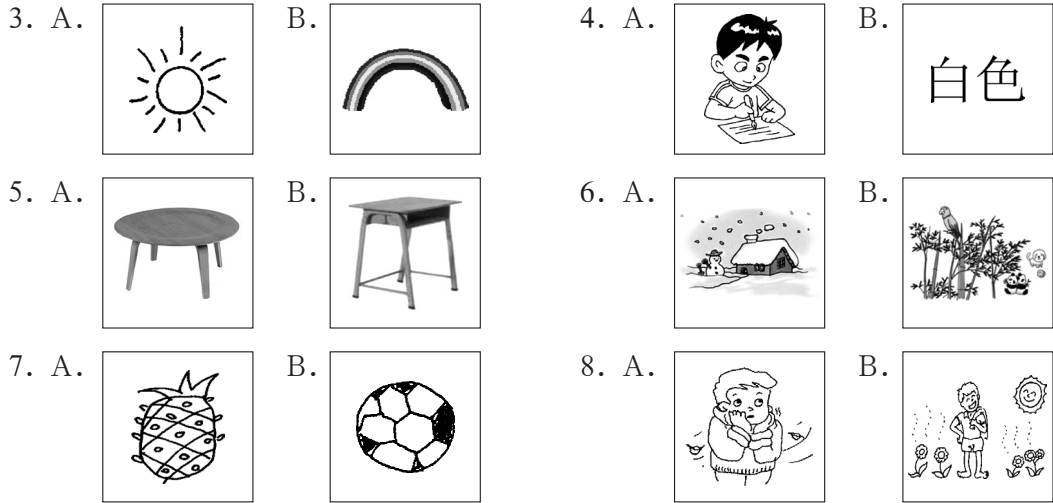 3. A. B. 4. A. B. 白色
5. A. B. 6. A. B.
7. A. B. 8. A. B.